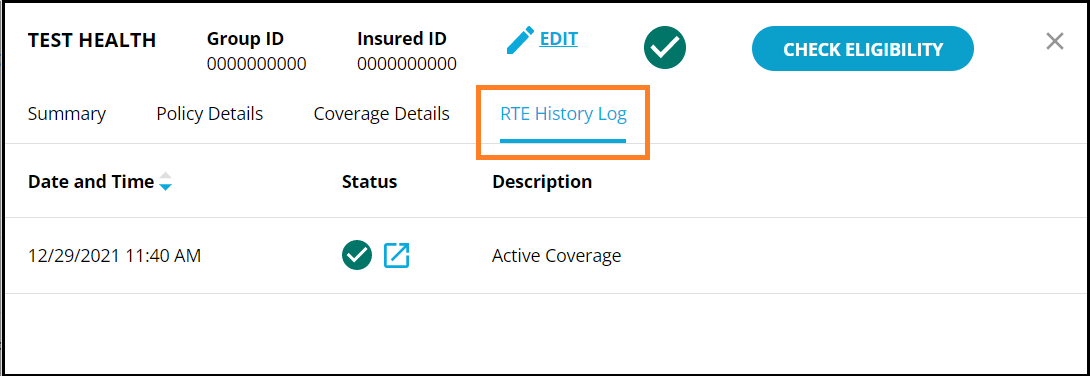 TEST HEALTH Group ID Insured ID EDIT CHECK ELIGIBILITY
0000000000 0000000000
Summary Policy Details Coverage Details RTE History Log
Date and Time Status Description
12/29/2021 11:40 AM Active Coverage